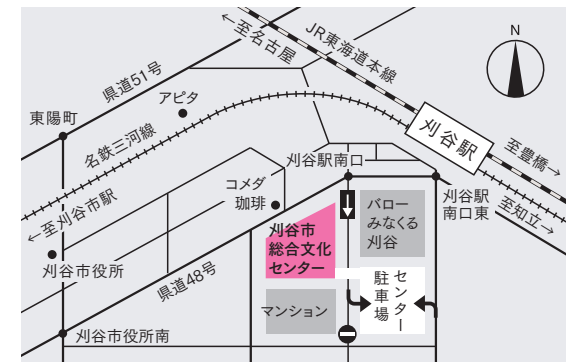 ←至名古屋
JR東海道本線
N
県道51号
アピタ
東陽町
名鉄三河線
刈谷駅
至豊橋→
刈谷駅南口
コメダ
珈琲
刈谷駅
南口東
至知立→
バロー
みなくる
刈谷
←至刈谷市駅
刈谷市
総合文化
センター
刈谷市役所
県道48号
センター
駐車場
マンション
刈谷市役所南